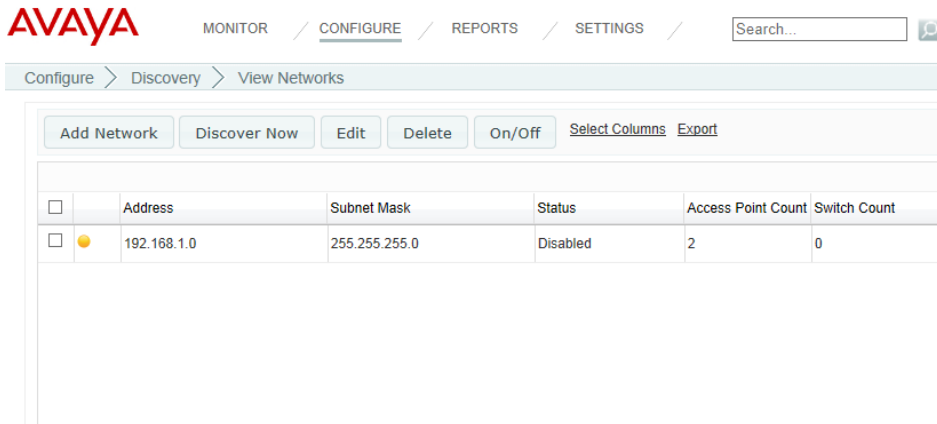 AVAYA
MONITOR / CONFIGURE / REPORTS / SETTINGS /
Search...
Configure > Discovery > View Networks
Add Network Discover Now Edit Delete On/Off Select Columns Export
Address Subnet Mask Status Access Point Count Switch Count
192.168.1.0 255.255.255.0 Disabled 2 0